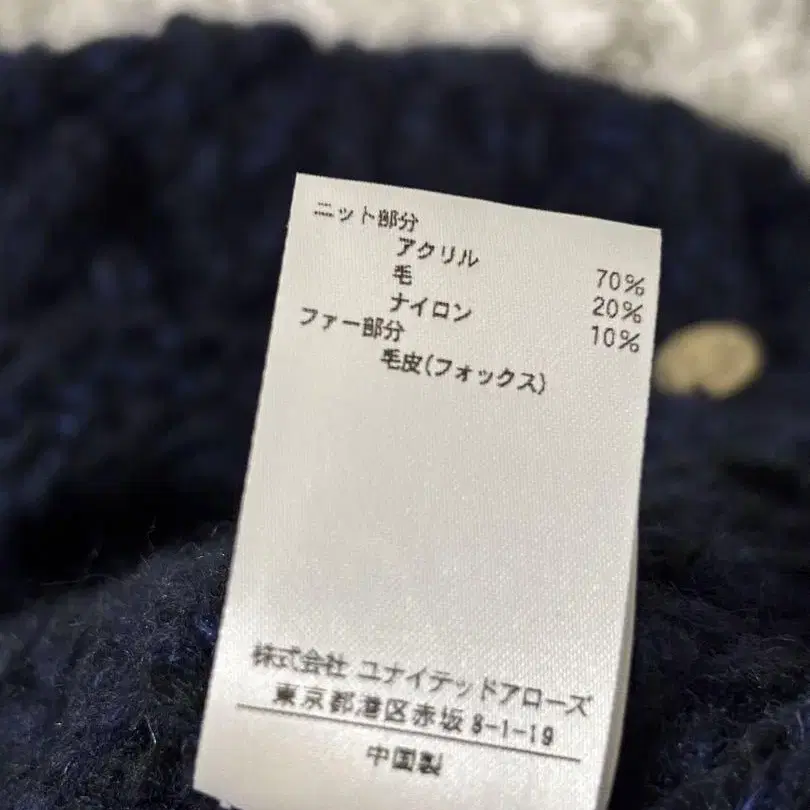 ニット部分
アクリル 70%
毛 20%
ナイロン 10%
ファー部分
毛皮(フォックス)
株式会社 ユナイテッドアローズ
東京都港区赤坂 8-1-19
中国製